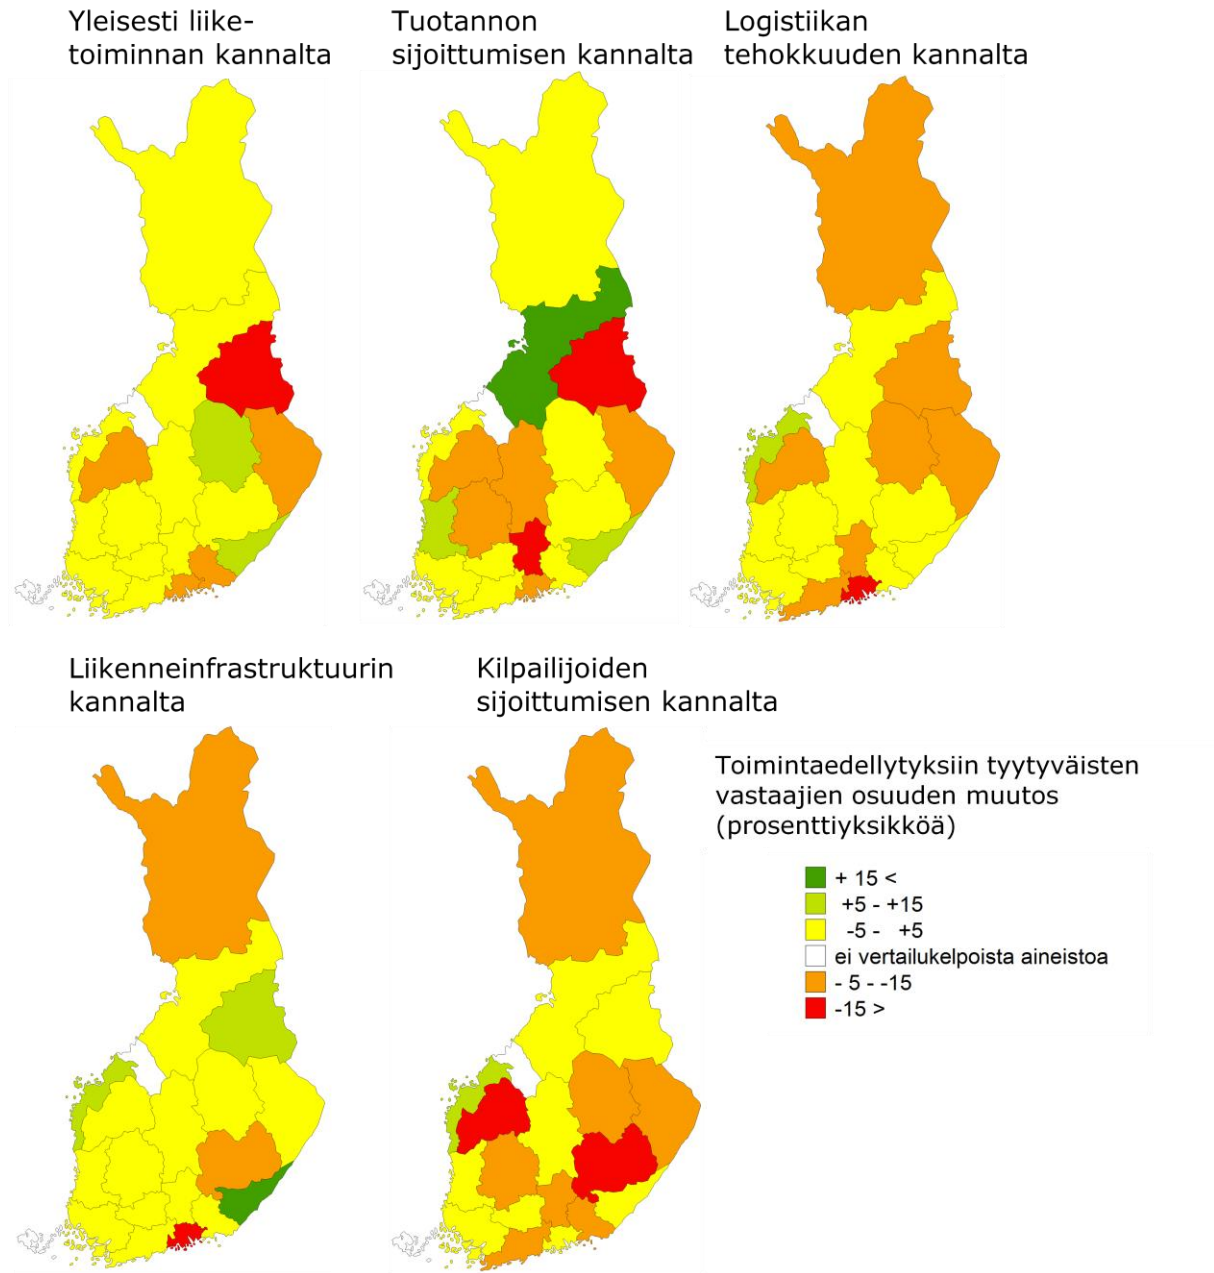 Yleisesti liike-
toiminnan kannalta
Tuotannon
sijoittumisen kannalta
Logistiikan
tehokkuuden kannalta
Liikenneinfrastruktuurin
kannalta
Kilpailijoiden
sijoittumisen kannalta
Toimintaedellytyksiin tyytyväisten
vastaajien osuuden muutos
(prosenttiyksikköä)
+ 15 <
+5 - +15
-5 - +5
ei vertailukelpoista aineistoa
- 5 - -15
-15 >